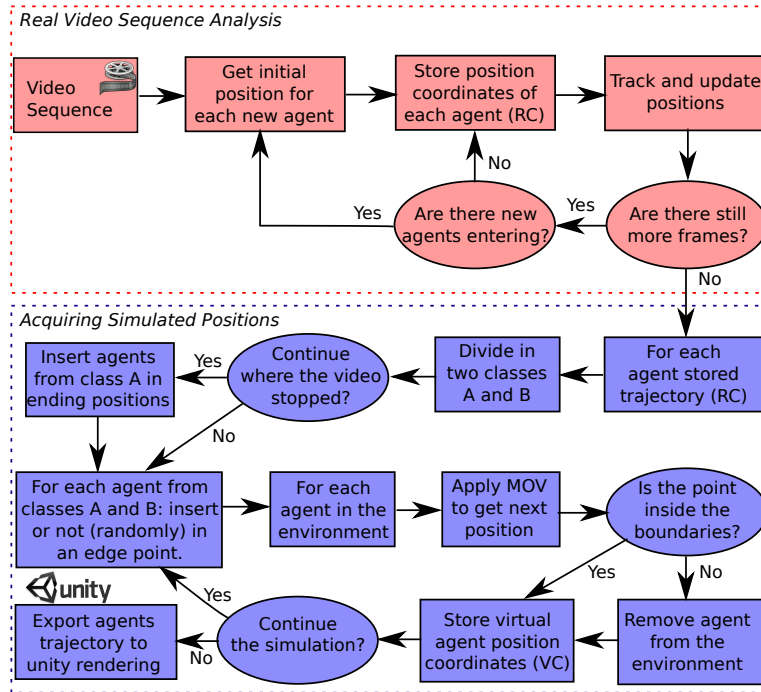 Real Video Sequence Analysis
Video
Sequence
Get initial
position for
each new agent
Store position
coordinates of
each agent (RC)
Track and update
positions
No
Yes
Are there new
agents entering?
Yes
Are there still
more frames?
No
Acquiring Simulated Positions
Insert agents
from class A in
ending positions
Yes
Continue
where the video
stopped?
Divide in
two classes
A and B
For each
agent stored
trajectory (RC)
No
For each agent from
classes A and B: insert
or not (randomly) in
an edge point.
For each
agent in the
environment
Apply MOV
to get next
position
Is the point
inside the
boundaries?
Yes
No
unity
Yes
Export agents
trajectory to
unity rendering
No
Continue
the simulation?
Store virtual
agent position
coordinates (VC)
Remove agent
from the
environment